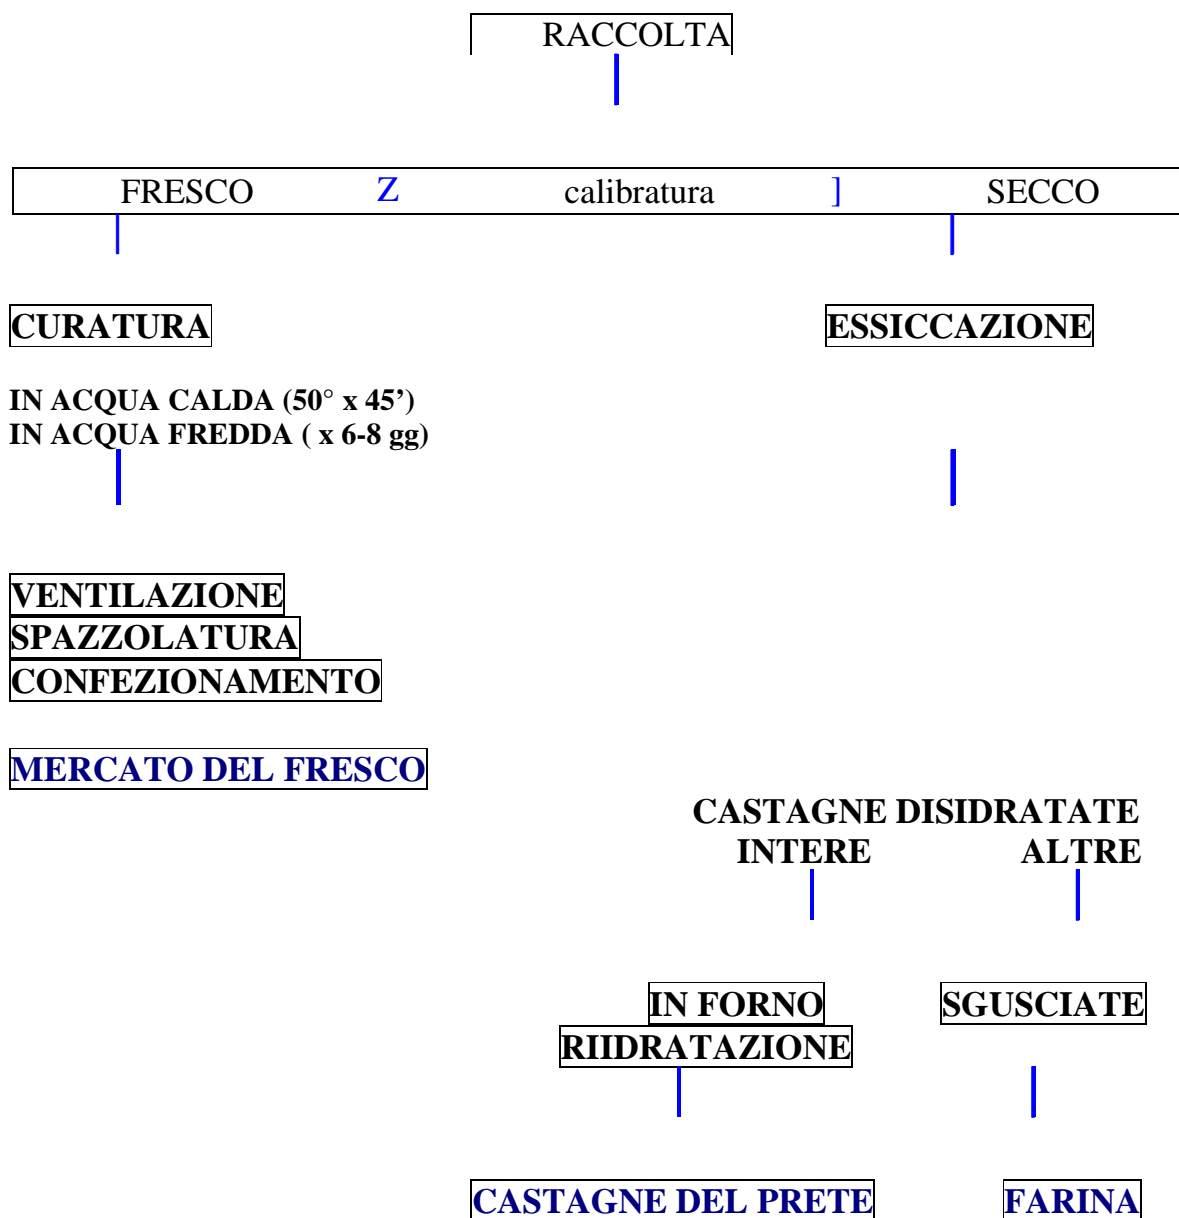 RACCOLTA
FRESCO Z calibratura ] SECCO
CURATURA ESSICCAZIONE
IN ACQUA CALDA (50° x 45’)
IN ACQUA FREDDA ( x 6-8 gg)
VENTILAZIONE
SPAZZOLATURA
CONFEZIONAMENTO
MERCATO DEL FRESCO
CASTAGNE DISIDRATATE
INTERE ALTRE
IN FORNO SGUSCIATE
RIIDRATAZIONE
CASTAGNE DEL PRETE FARINA